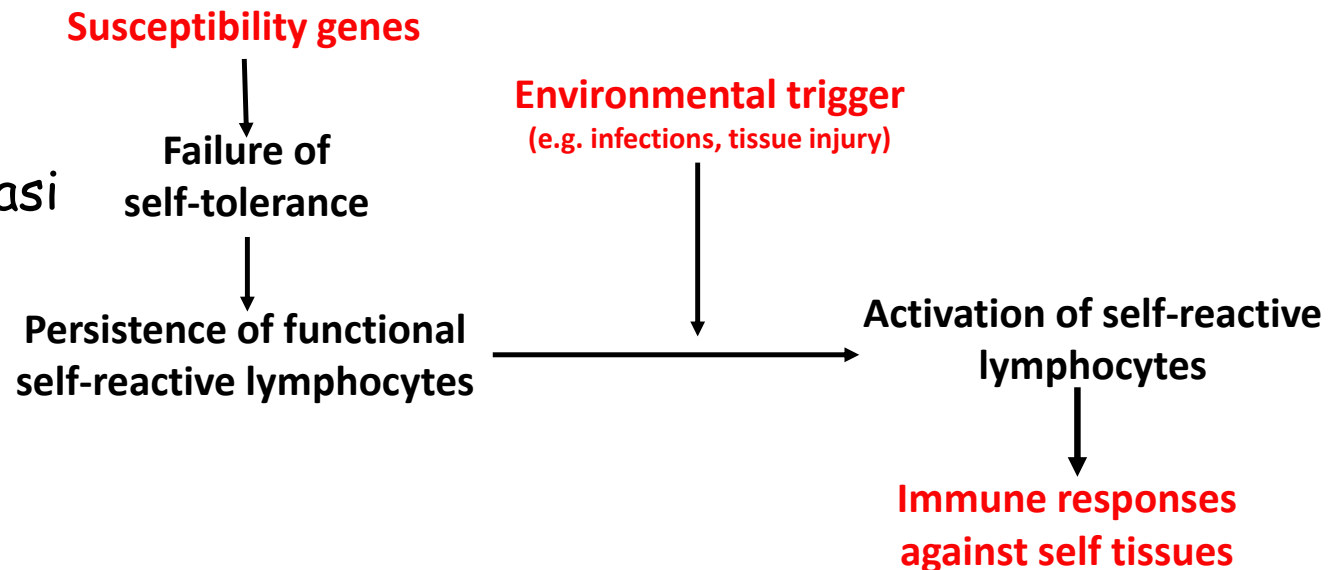 Susceptibility genes
Environmental trigger
(e.g. infections, tissue injury)
Failure of
self-tolerance
asi
Persistence of functional
self-reactive lymphocytes
Activation of self-reactive
lymphocytes
Immune responses
against self tissues